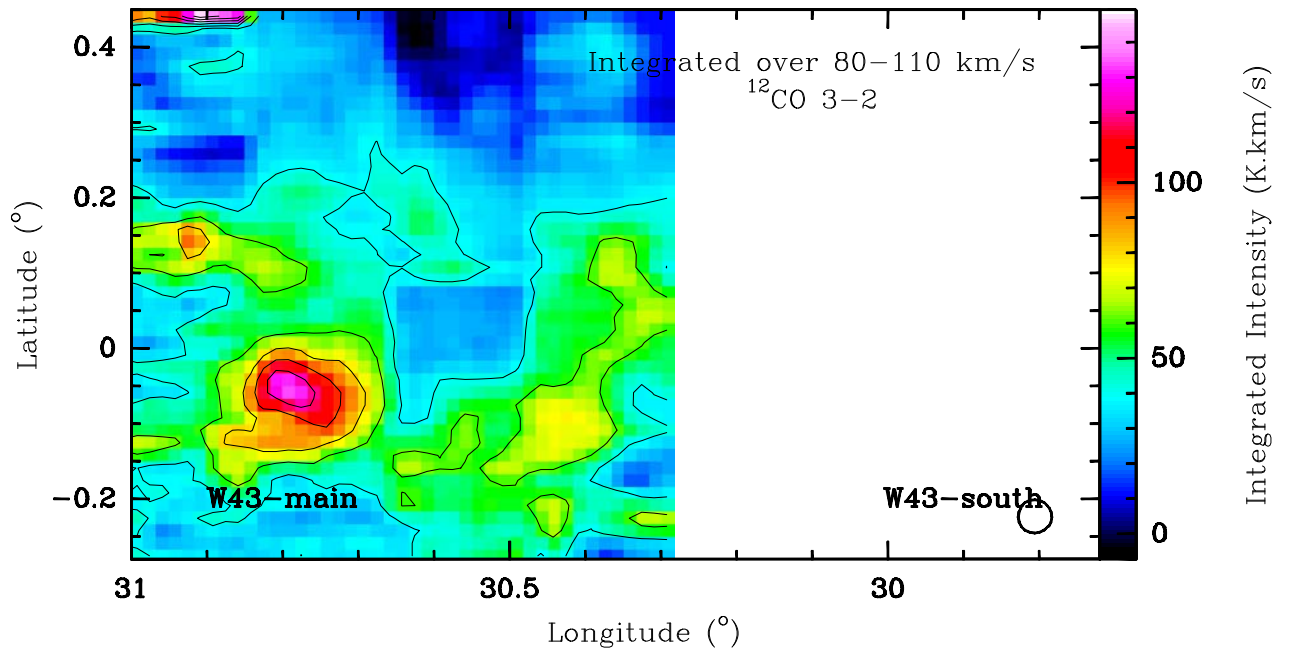 Integrated over 80−110 km/s
¹²CO 3−2
0.4
0.2
0
−0.2
Latitude (°)
W43−main
W43−south
31
30.5
30
Longitude (°)
100
50
0
Integrated Intensity (K.km/s)